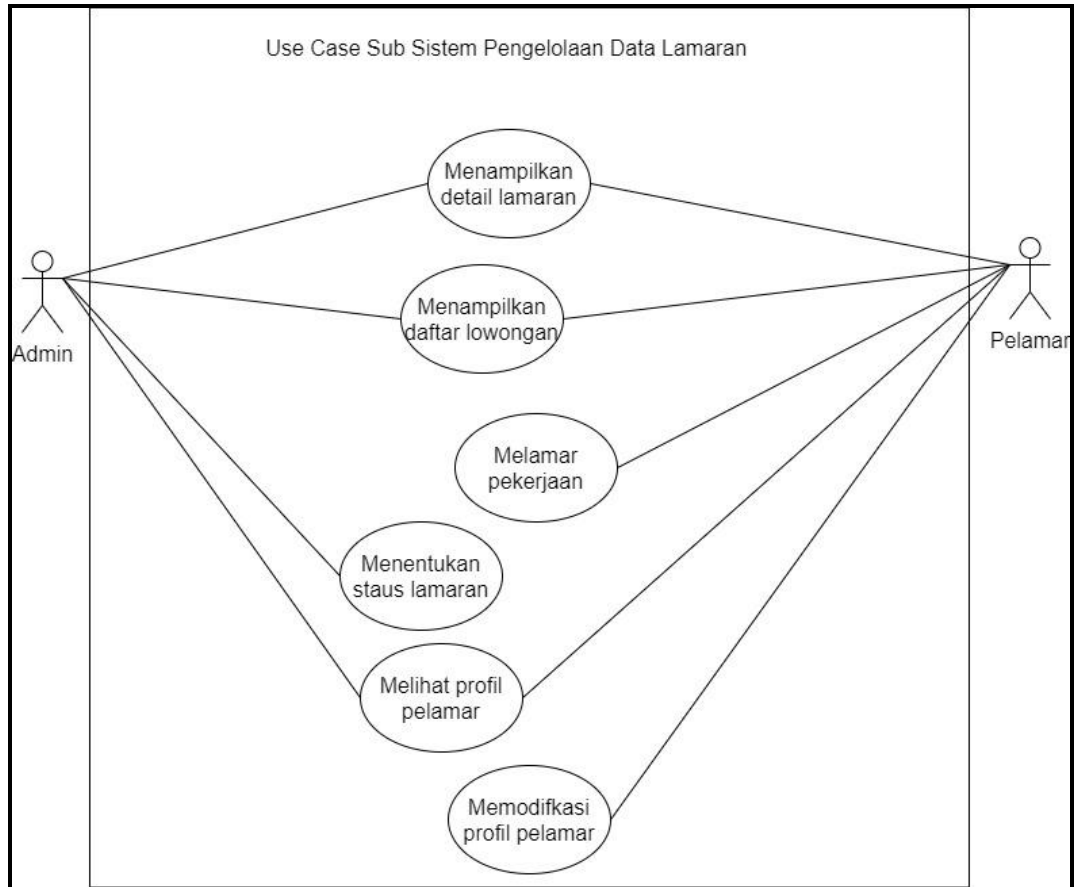 Use Case Sub Sistem Pengelolaan Data Lamaran
Menampilkan
detail lamaran
Menampilkan
daftar lowongan
Admin
Pelamar
Melamar
pekerjaan
Menentukan
staus lamaran
Melihat profil
pelamar
Memodifkasi
profil pelamar